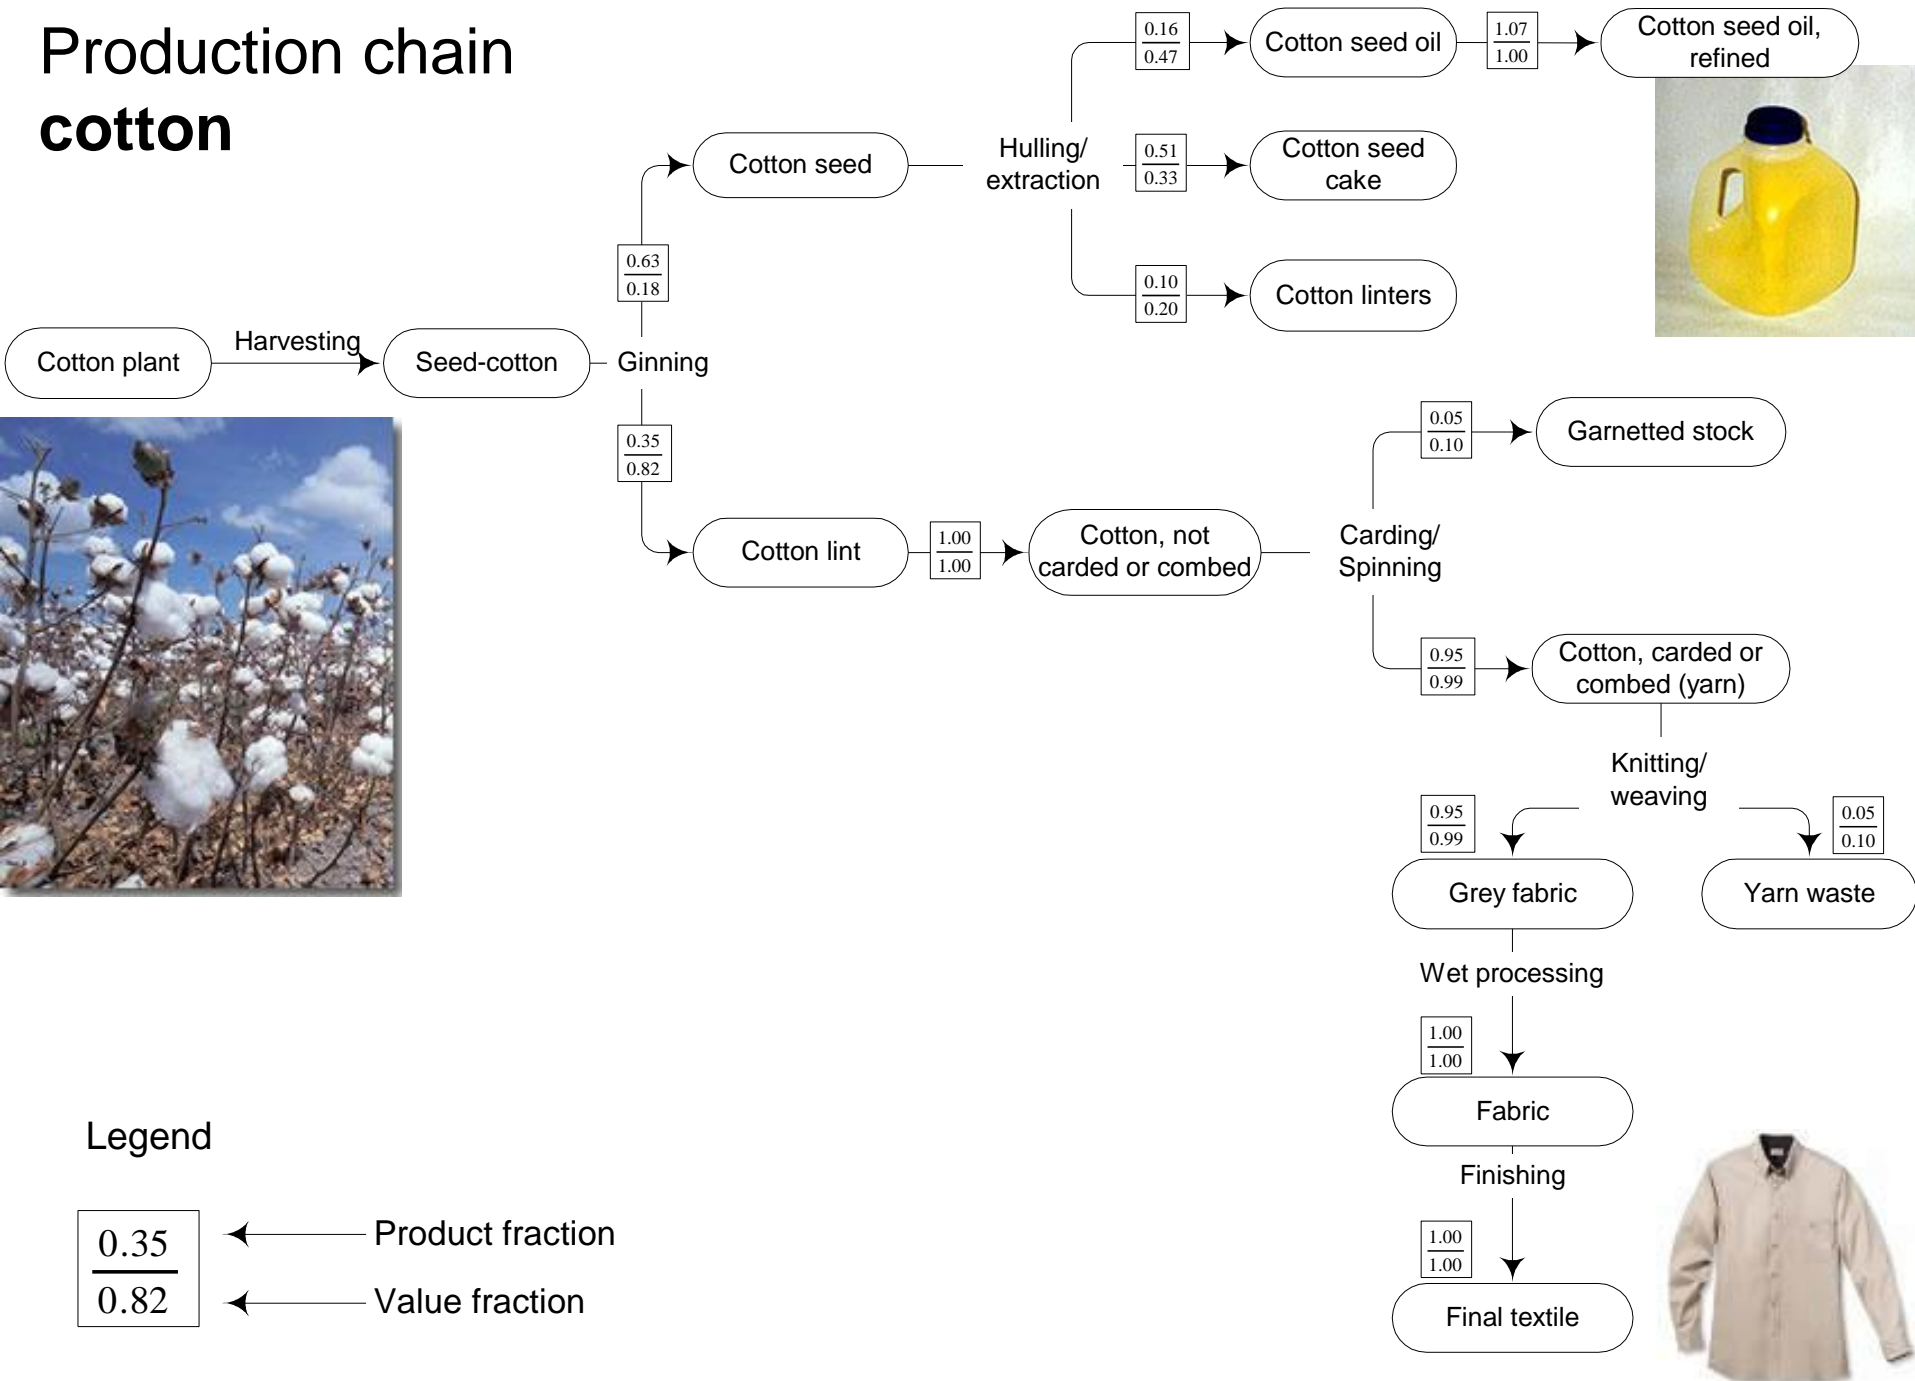 Production chain
cotton
0.16
0.47
Cotton seed oil
1.07
1.00
Cotton seed oil,
refined
Cotton seed
Hulling/
extraction
0.51
0.33
Cotton seed
cake
0.63
0.18
0.10
0.20
Cotton linters
Cotton plant
Harvesting
Seed-cotton
Ginning
0.35
0.82
0.05
0.10
Garnetted stock
Cotton lint
1.00
1.00
Cotton, not
carded or combed
Carding/
Spinning
0.95
0.99
Cotton, carded or
combed (yarn)
Knitting/
weaving
0.95
0.99
0.05
0.10
Grey fabric
Yarn waste
Wet processing
1.00
1.00
Fabric
Finishing
1.00
1.00
Final textile
Legend
0.35
0.82
Product fraction
Value fraction